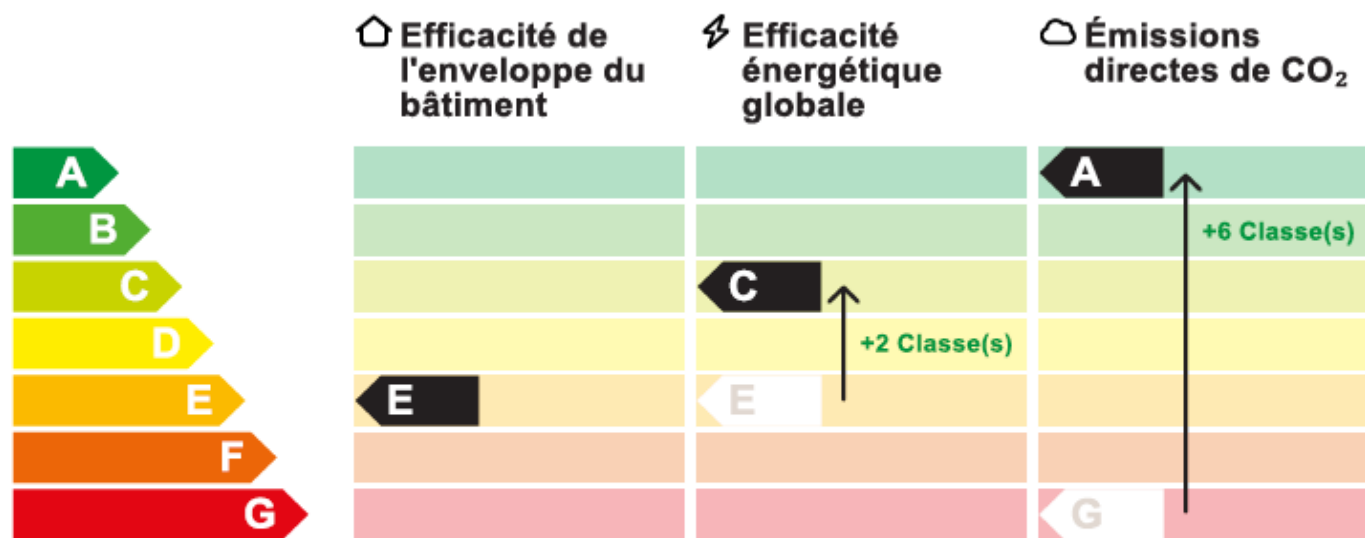 Efficacité de
l'enveloppe du
bâtiment
Efficacité
énergétique
globale
Émissions
directes de CO₂
A
A
B
+6 Classe(s)
C
C
D
+2 Classe(s)
E
E
E
F
G
G